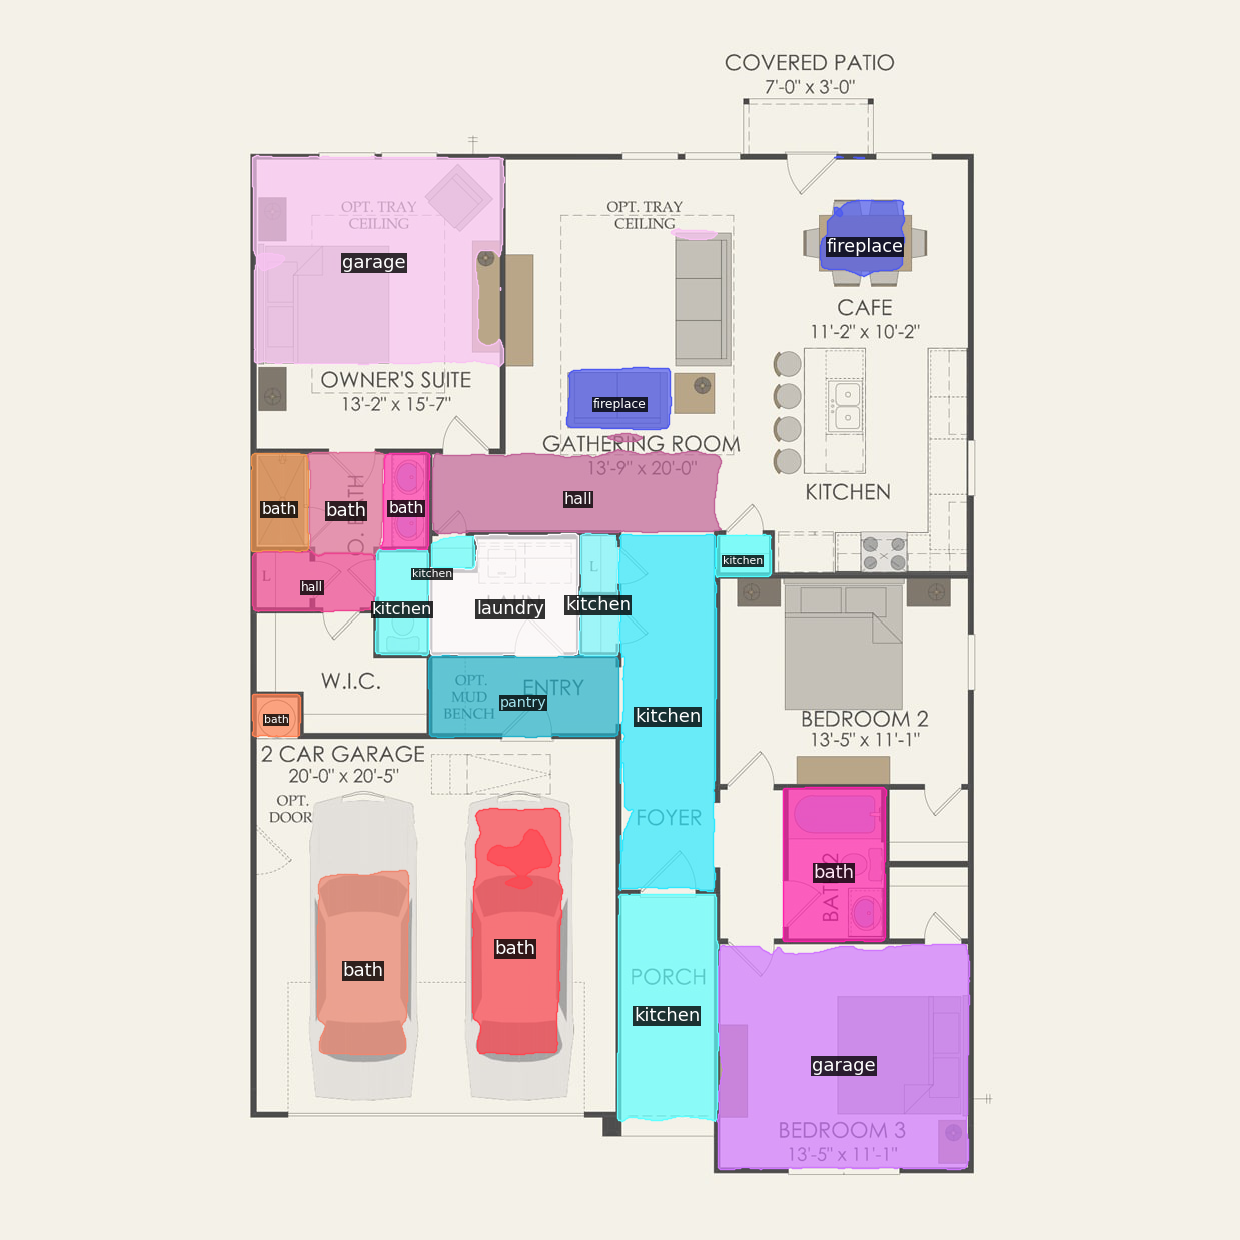 COVERED PATIO
7'-0" x 3'-0"
OPT. TRAY
CEILING
OPT. TRAY
CEILING
fireplace
garage
CAFE
11'-2" x 10'-2"
OWNER'S SUITE
13'-2" x 15'-7"
fireplace
GATHERING ROOM
13'-9" x 20'-0"
KITCHEN
bath
bath
bath
O. BATH
hall
kitchen
kitchen
L
hall
kitchen
laundry
L
kitchen
W.I.C.
OPT.
MUD
BENCH
ENTRY
pantry
bath
kitchen
BEDROOM 2
13'-5" x 11'-1"
2 CAR GARAGE
20'-0" x 20'-5"
OPT.
DOOR
FOYER
bath
BATH 2
bath
bath
PORCH
kitchen
garage
BEDROOM 3
13'-5" x 11'-1"